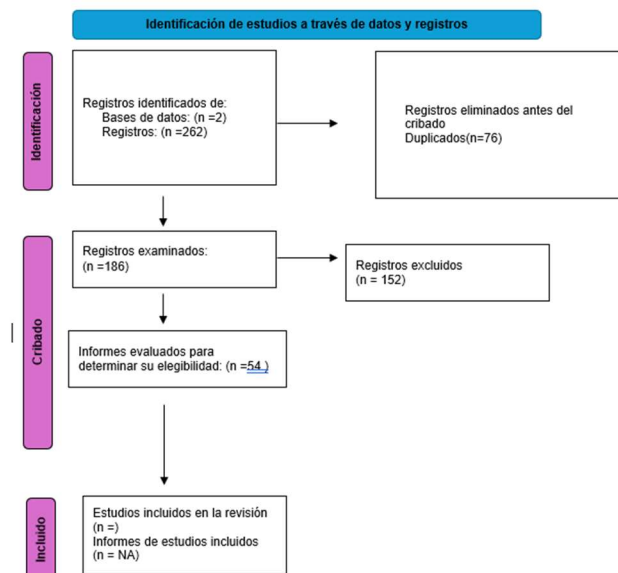 Identificación de estudios a través de datos y registros
Identificación
Registros identificados de:
Bases de datos: (n =2)
Registros: (n =262)
Registros eliminados antes del
cribado
Duplicados(n=76)
Cribado
Registros examinados:
(n =186)
Registros excluidos
(n = 152)
Informes evaluados para
determinar su elegibilidad: (n =54 )
Incluido
Estudios incluidos en la revisión
(n =)
Informes de estudios incluidos
(n = NA)